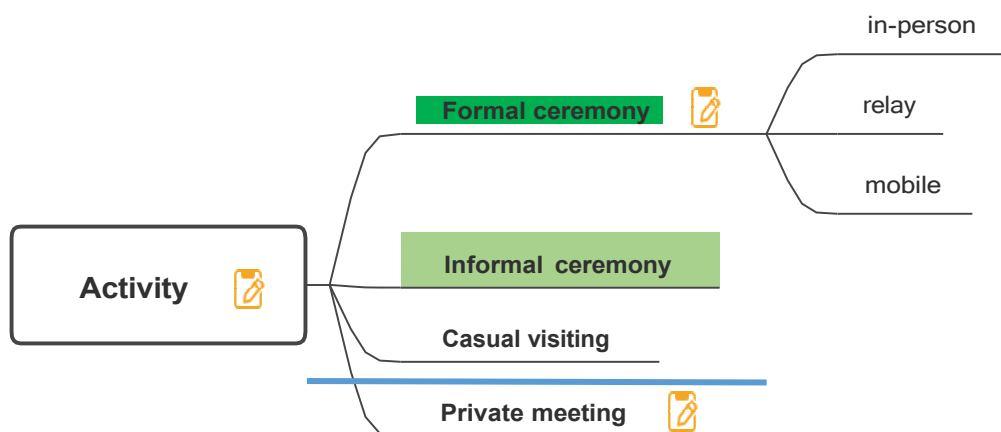 in-person
Formal ceremony
relay
mobile
Informal ceremony
Activity
Casual visiting
Private meeting